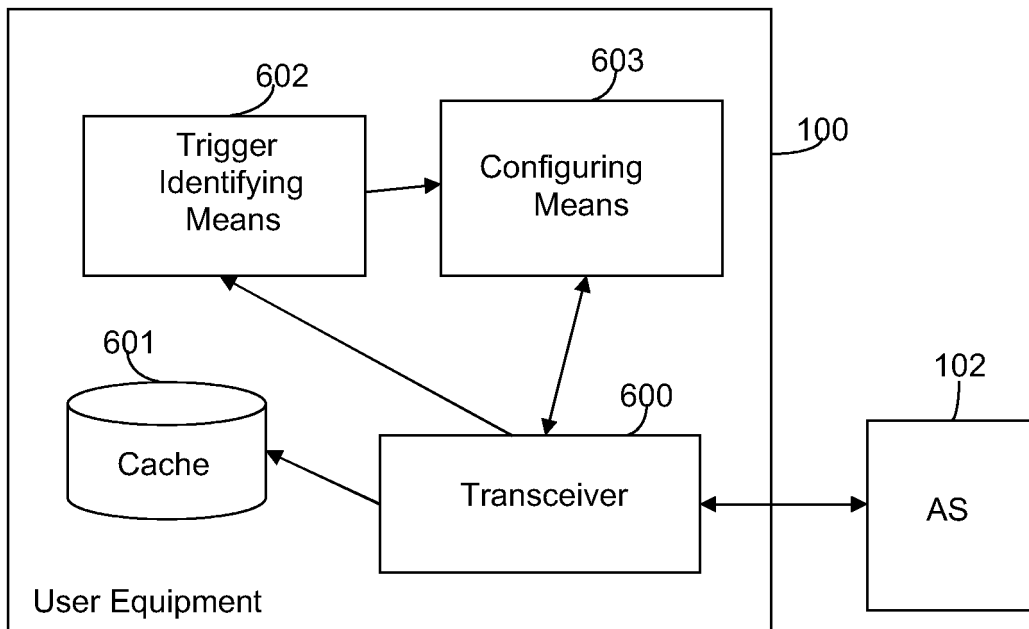 602
603
100
Trigger
Identifying
Means
Configuring
Means
601
600
102
Cache
Transceiver
AS
User Equipment